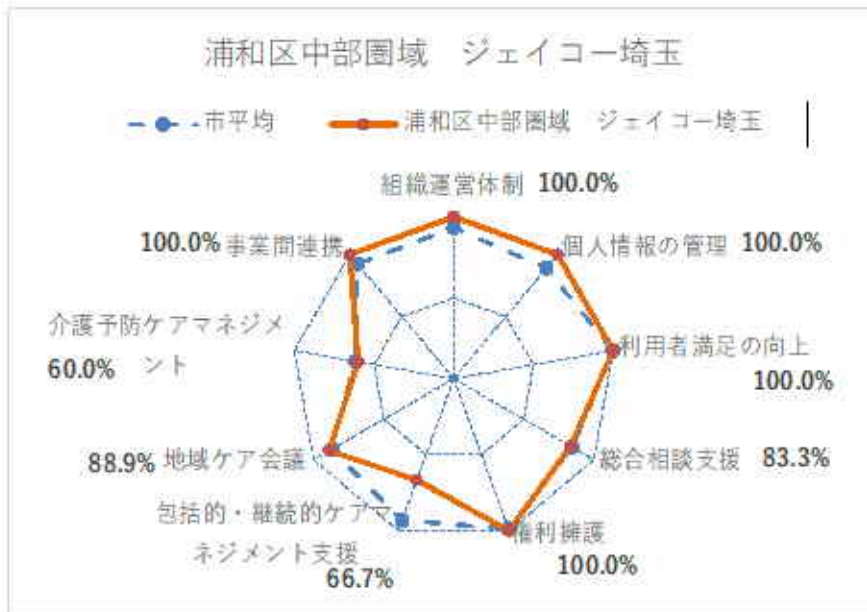 浦和区中部圏域　ジェイコー埼玉
市平均
浦和区中部圏域　ジェイコー埼玉
組織運営体制 100.0%
個人情報の管理 100.0%
利用者満足の向上
100.0%
総合相談支援 83.3%
権利擁護
100.0%
包括的・継続的ケアマ
ネジメント支援
66.7%
88.9% 地域ケア会議
介護予防ケアマネジメ
ント
60.0%
100.0% 事業間連携